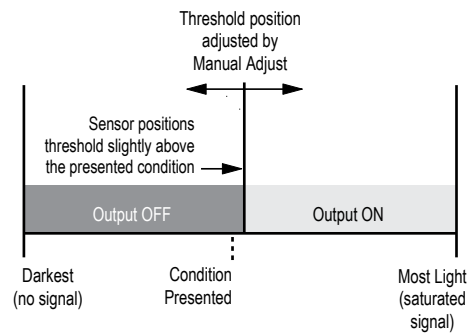 Threshold position
adjusted by
Manual Adjust
Sensor positions
threshold slightly above
the presented condition
Output OFF
Output ON
Darkest
(no signal)
Condition
Presented
Most Light
(saturated
signal)